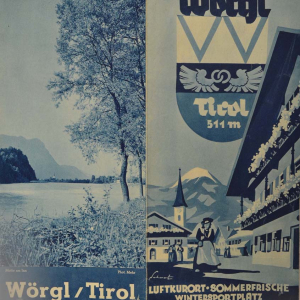 Wörgl / Tirol
Wörgl
Tirol
511 m
LUFTKURORT·SOMMERFRISCHE
WINTERSPORTPLATZ